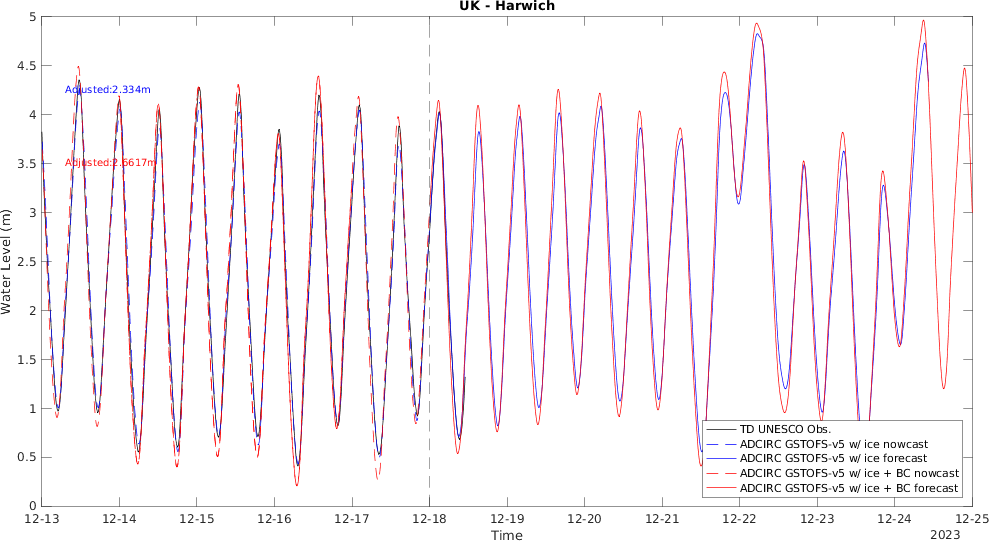 UK - Harwich
5
4.5
4
3.5
3
2.5
2
1.5
1
0.5
0
Water Level (m)
Adjusted:2.334m
Adjusted:2.6617m
TD UNESCO Obs.
ADCIRC GSTOFS-v5 w/ ice nowcast
ADCIRC GSTOFS-v5 w/ ice forecast
ADCIRC GSTOFS-v5 w/ ice + BC nowcast
ADCIRC GSTOFS-v5 w/ ice + BC forecast
12-13 12-14 12-15 12-16 12-17 12-18 12-19 12-20 12-21 12-22 12-23 12-24 12-25
Time
2023